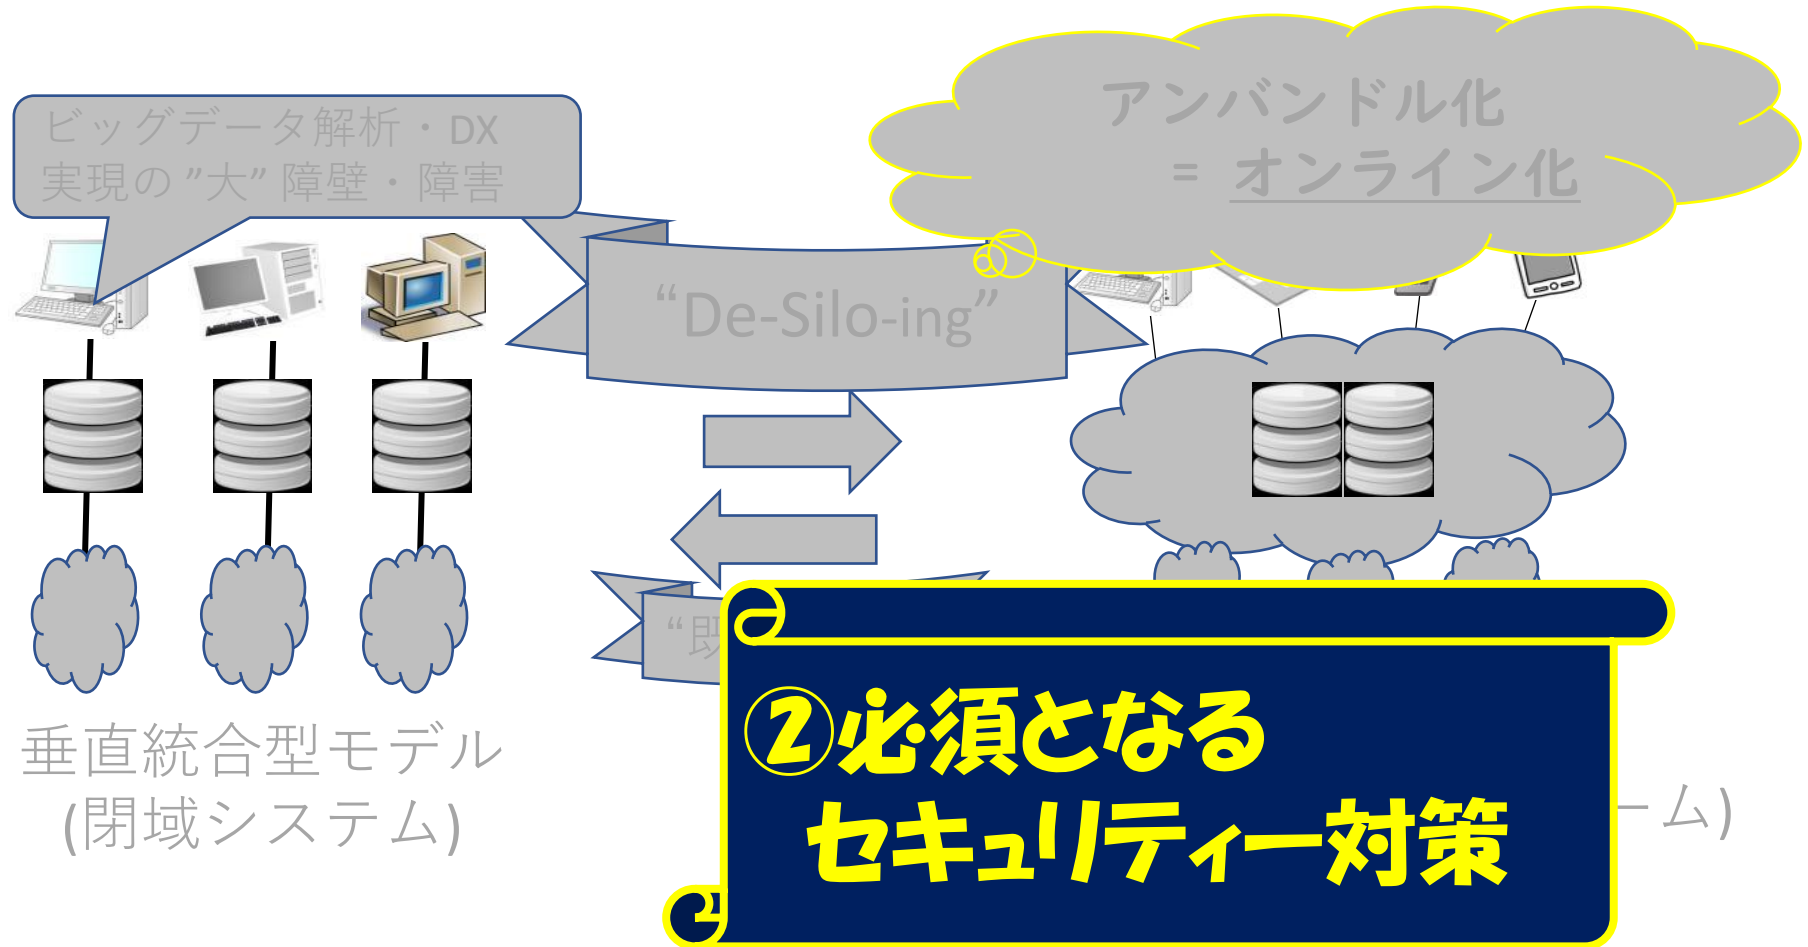 ビッグデータ解析・DX
実現の ”大” 障壁・障害
アンバンドル化
= オンライン化
“De-Silo-ing”
“既
②必須となる
セキュリティー対策
垂直統合型モデル
(閉域システム)
ーム)